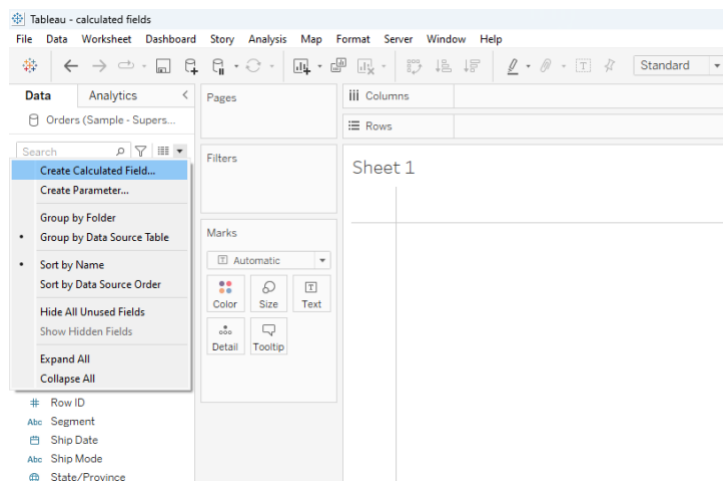 Tableau - calculated fields
File Data Worksheet Dashboard Story Analysis Map Format Server Window Help
Standard
Data Analytics
Orders (Sample - Supers...
Search
Create Calculated Field...
Create Parameter...
Group by Folder
Group by Data Source Table
Sort by Name
Sort by Data Source Order
Hide All Unused Fields
Show Hidden Fields
Expand All
Collapse All
# Row ID
Abc Segment
Ship Date
Abc Ship Mode
State/Province
Pages
Filters
Marks
T Automatic
Color Size Text
Detail Tooltip
Columns
Rows
Sheet 1